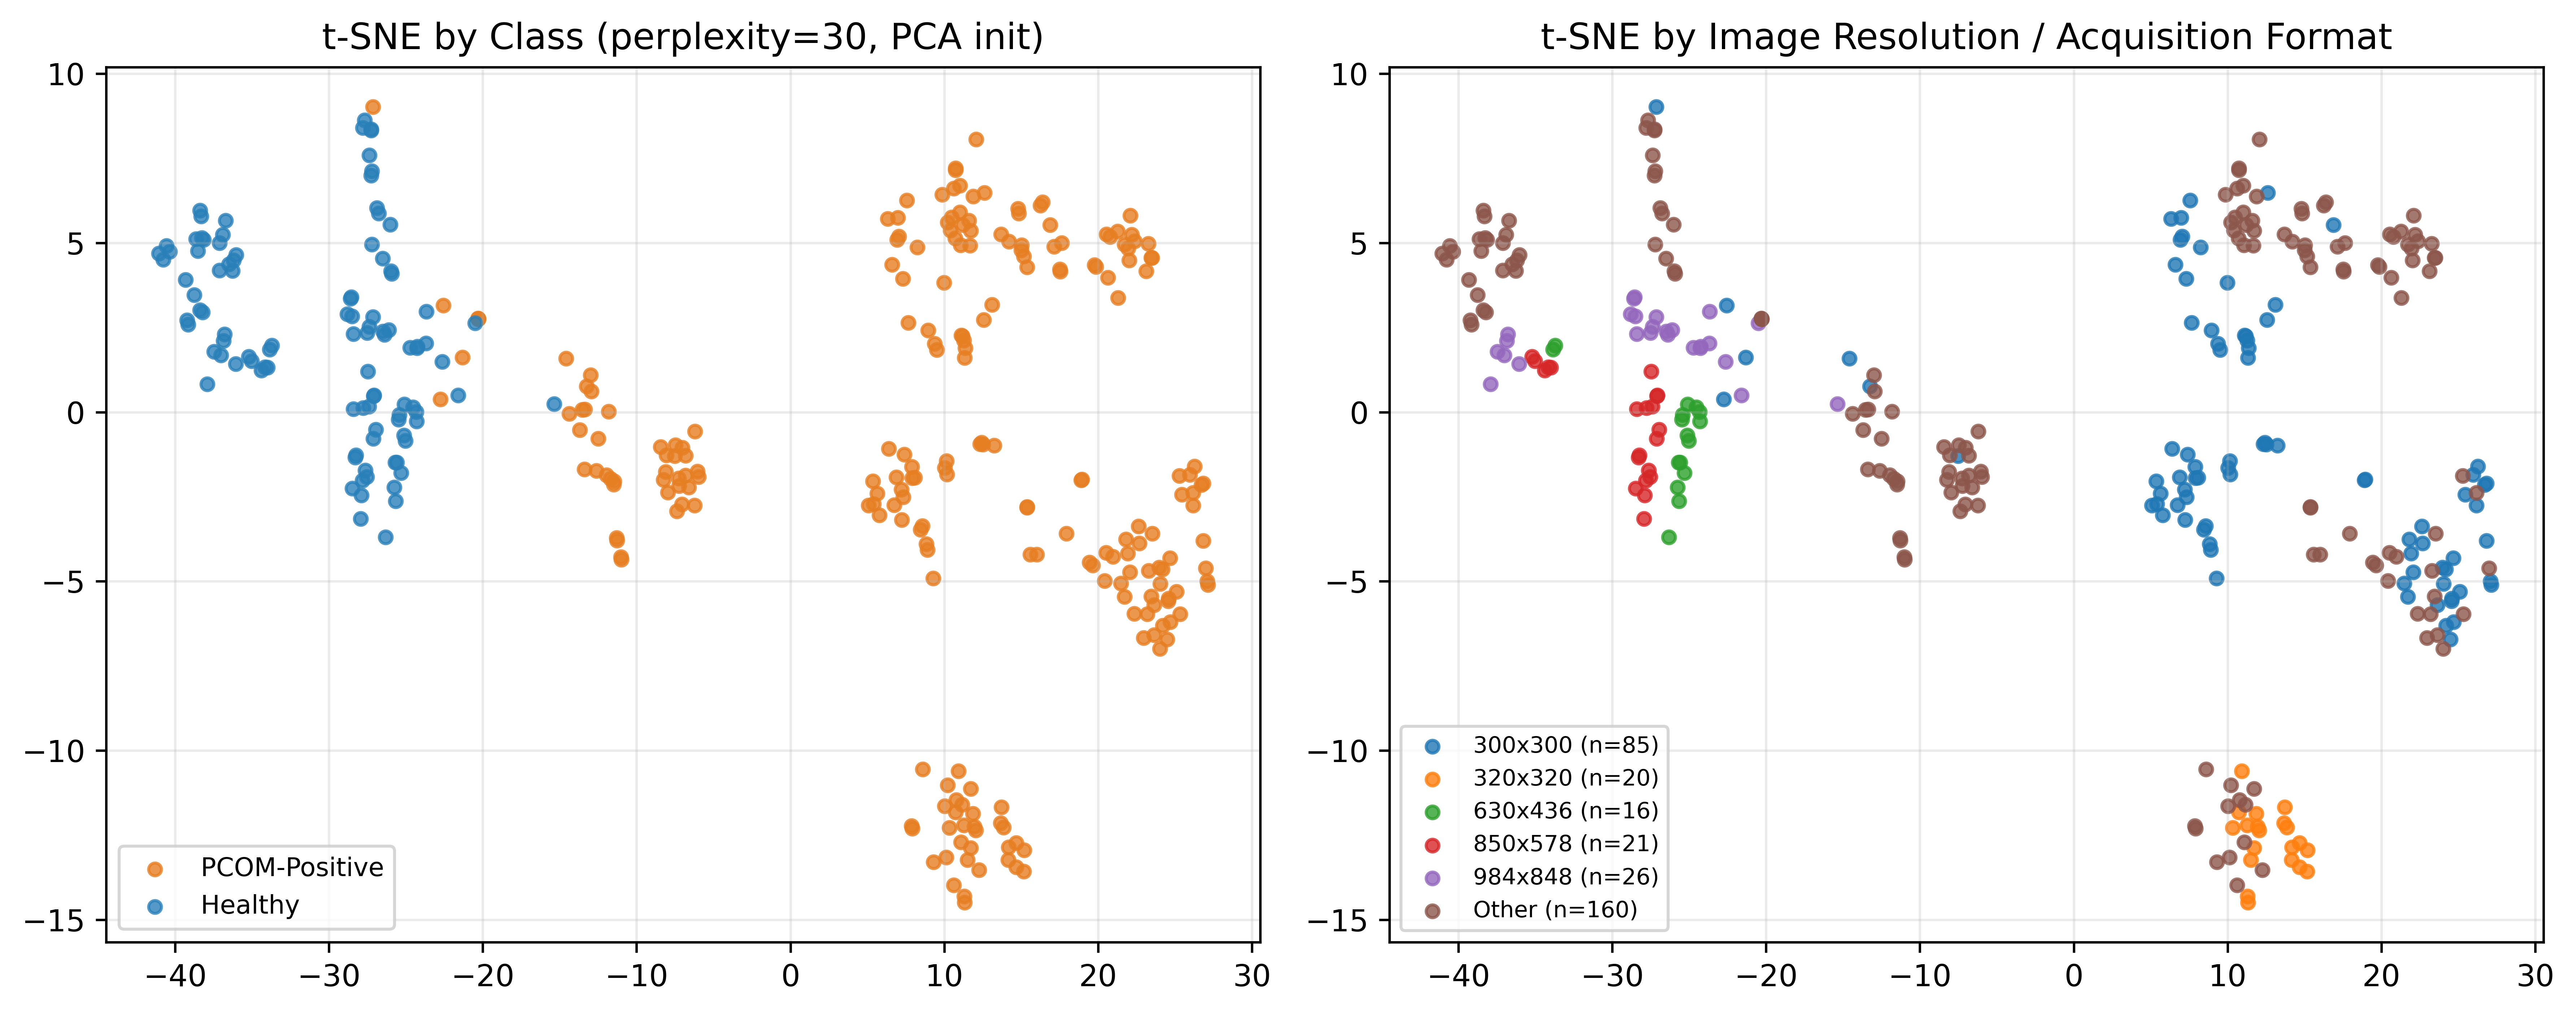 t-SNE by Class (perplexity=30, PCA init)
10
5
0
−5
−10
−15
−40 −30 −20 −10 0 10 20 30
PCOM-Positive
Healthy
t-SNE by Image Resolution / Acquisition Format
10
5
0
−5
−10
−15
−40 −30 −20 −10 0 10 20 30
300x300 (n=85)
320x320 (n=20)
630x436 (n=16)
850x578 (n=21)
984x848 (n=26)
Other (n=160)